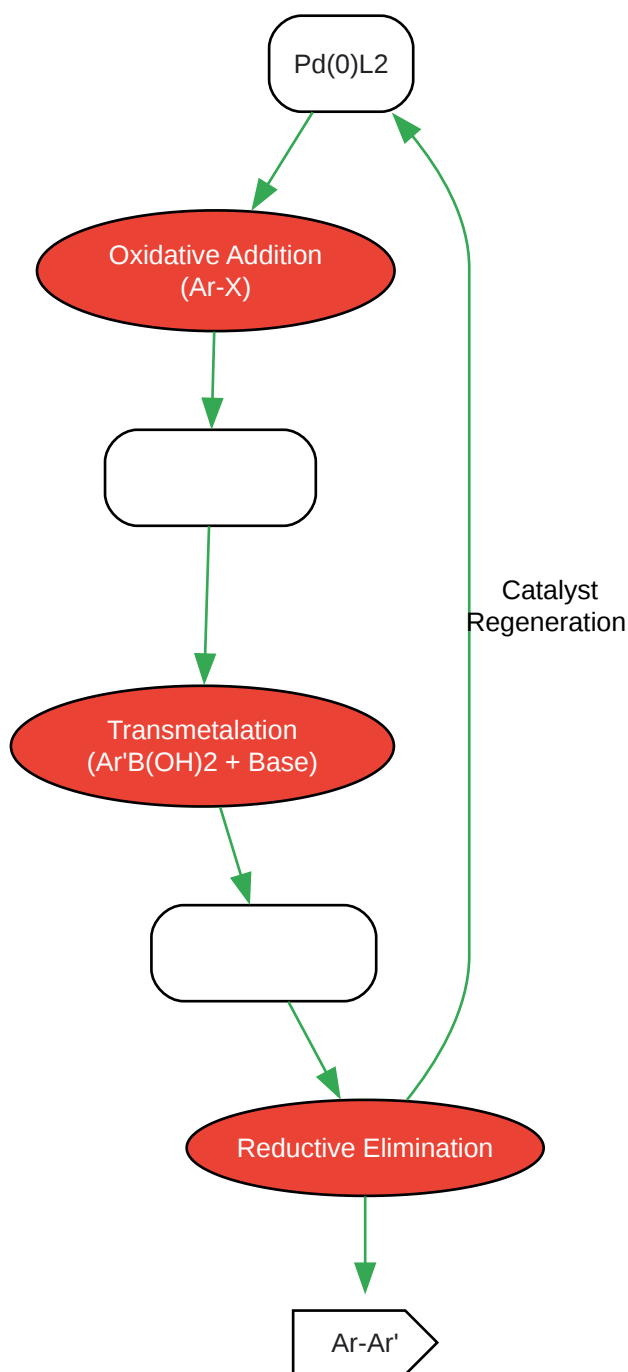 Pd(0)L2
Oxidative Addition
(Ar-X)
Catalyst
Regeneration
Transmetalation
(Ar'B(OH)2 + Base)
Reductive Elimination
Ar-Ar'